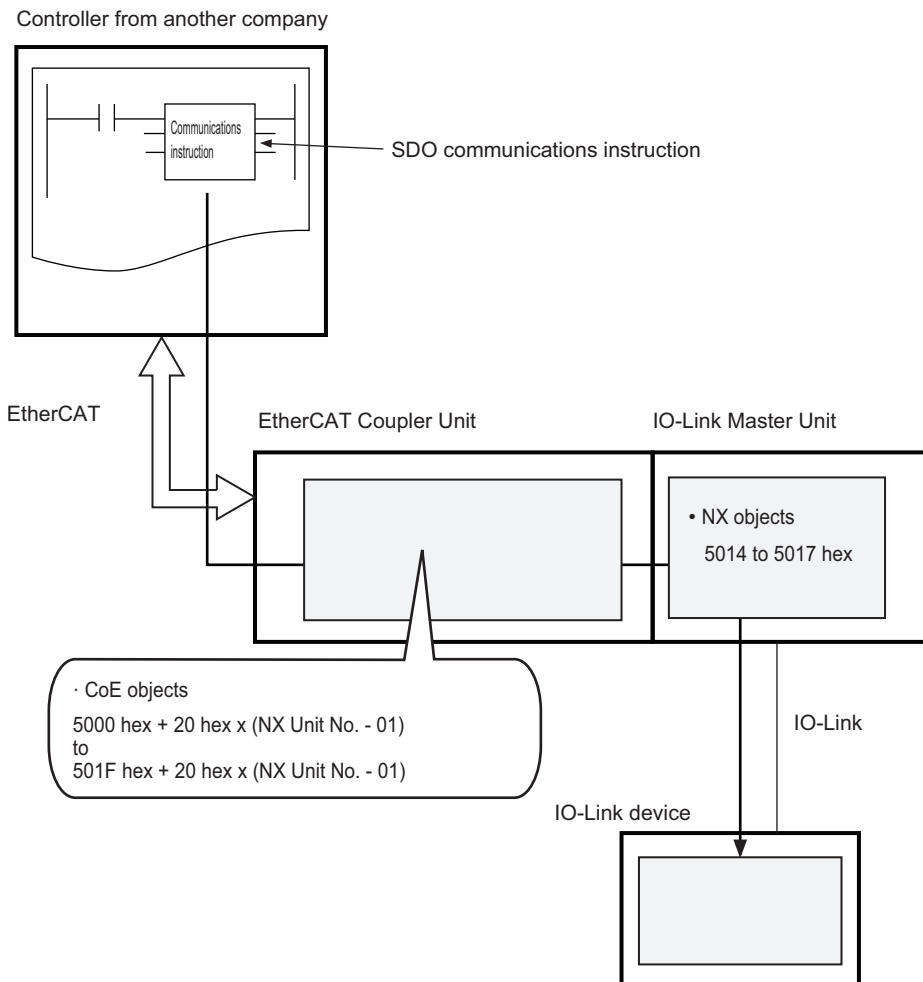 Controller from another company
Communications
instruction
SDO communications instruction
EtherCAT
EtherCAT Coupler Unit
IO-Link Master Unit
• NX objects
5014 to 5017 hex
· CoE objects
5000 hex + 20 hex x (NX Unit No. - 01)
to
501F hex + 20 hex x (NX Unit No. - 01)
IO-Link
IO-Link device